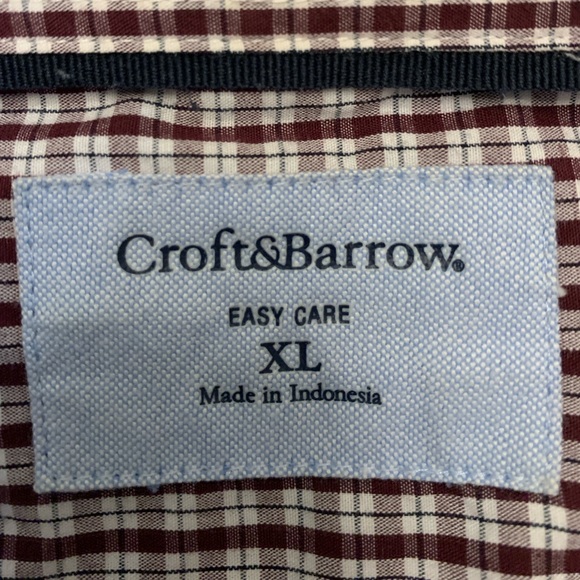 Croft&Barrow®
EASY CARE
XL
Made in Indonesia